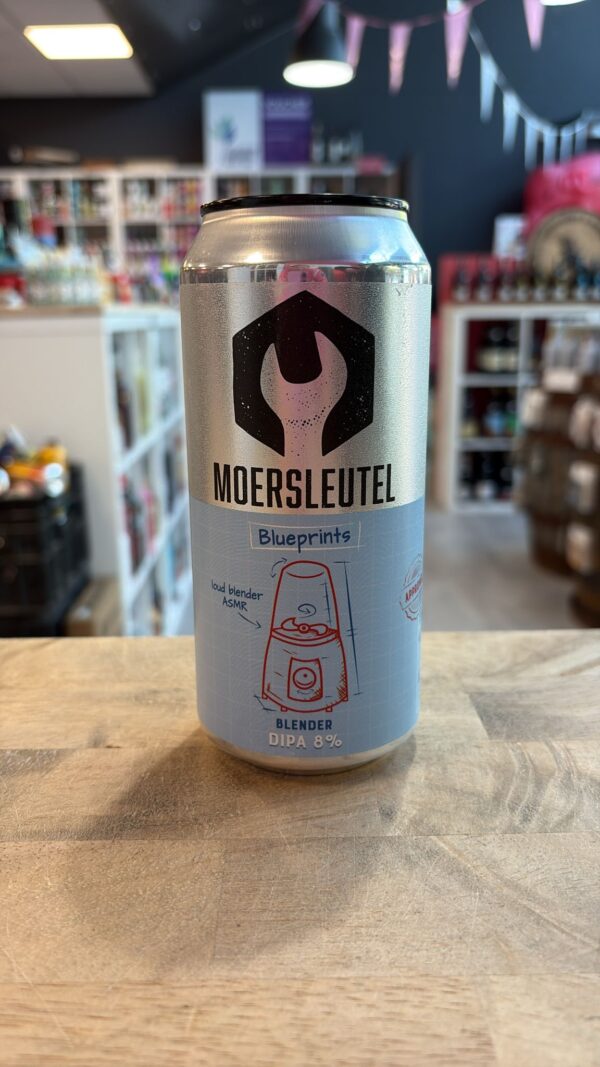 MOERSLEUTEL
Blueprints
loud blender
ASMR
BLENDER
DIPA 8%